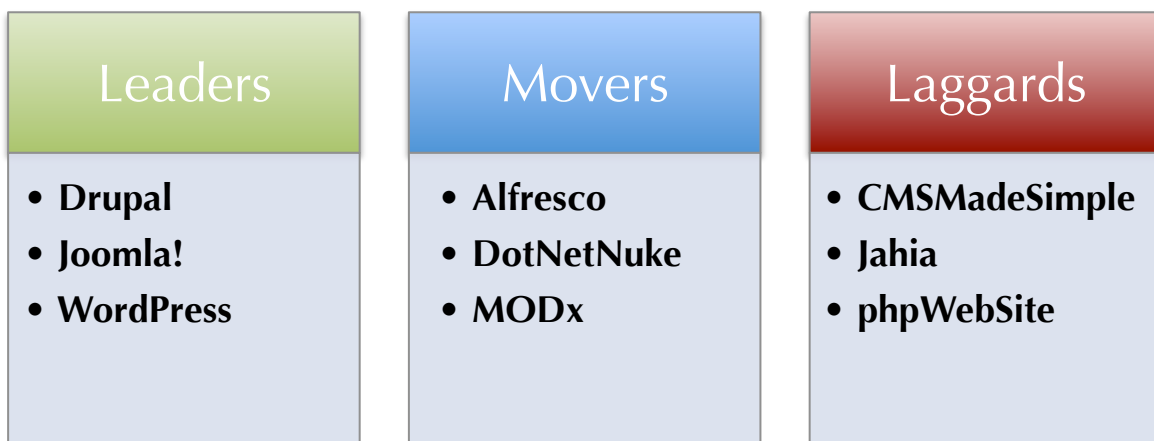 Leaders
• Drupal
• Joomla!
• WordPress
Movers
• Alfresco
• DotNetNuke
• MODx
Laggards
• CMSMadeSimple
• Jahia
• phpWebSite